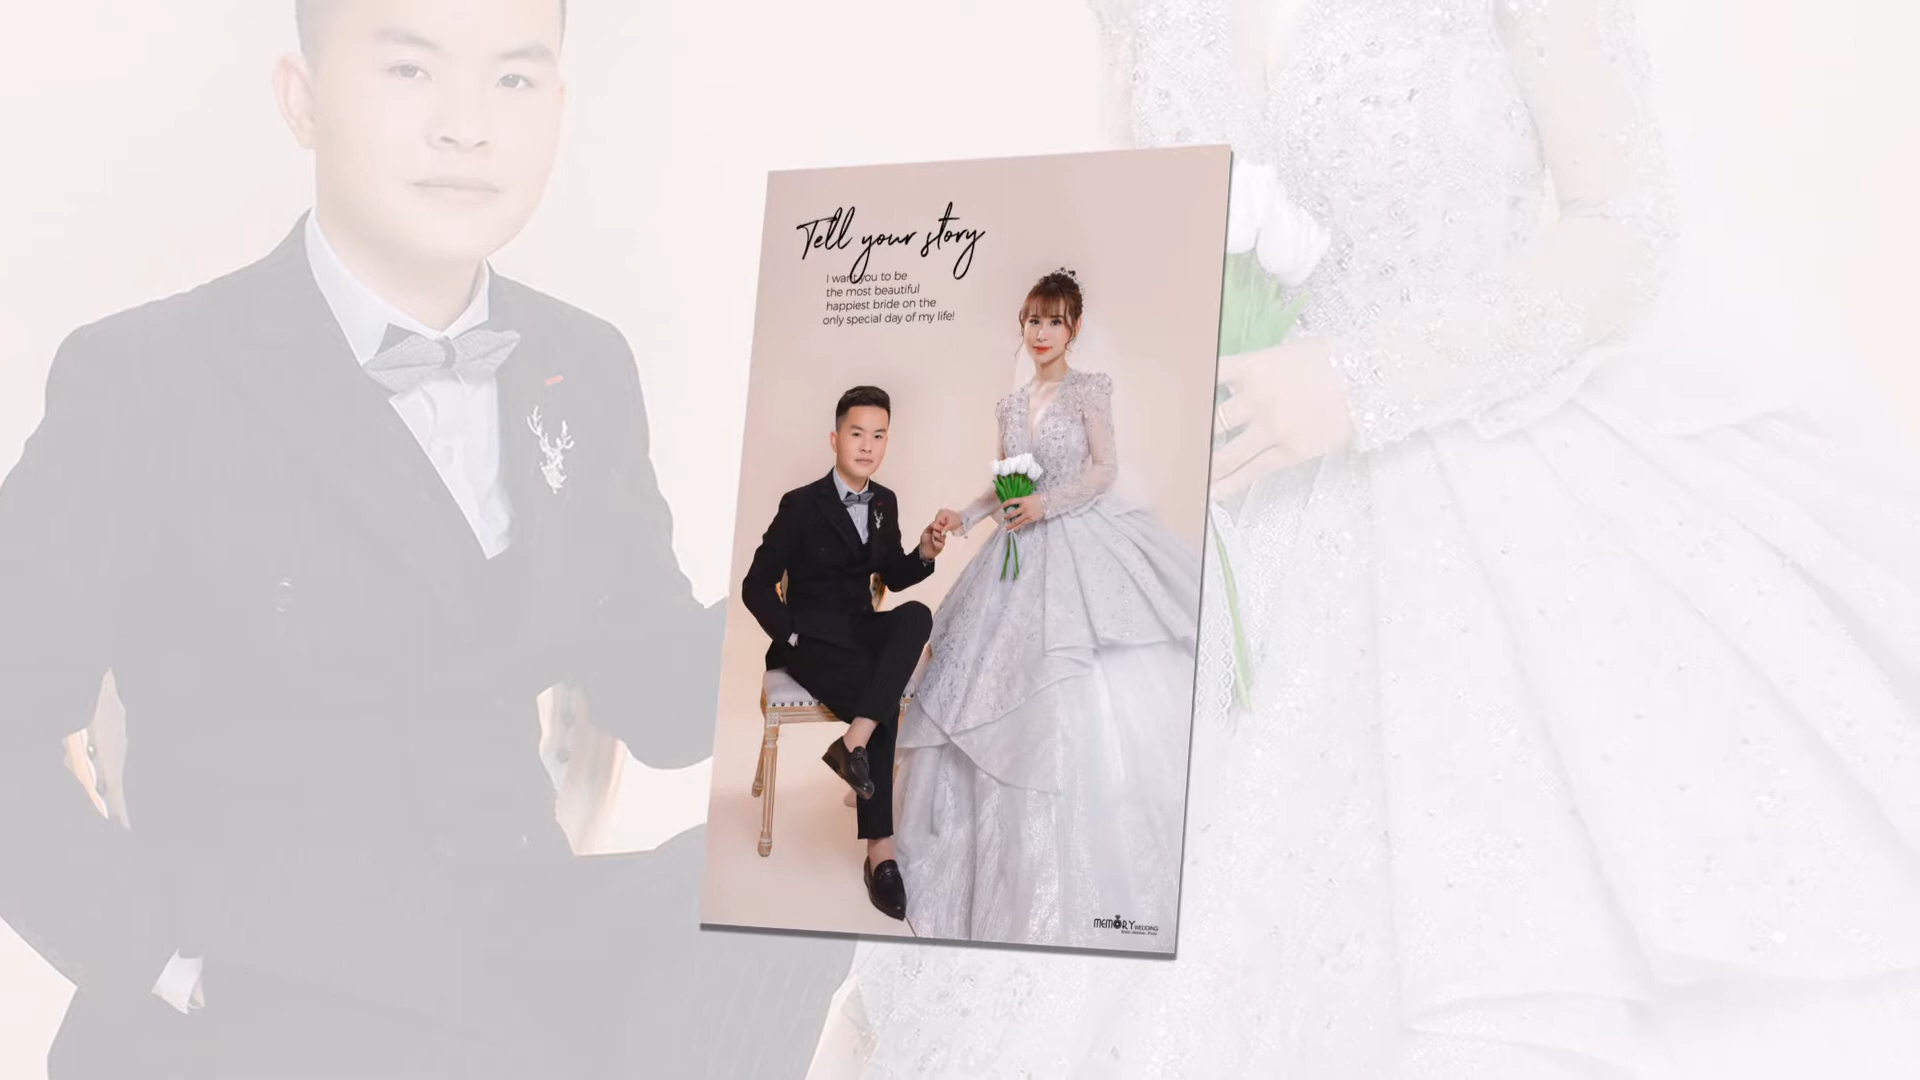 Tell your story
I want you to be
the most beautiful
happiest bride on the
only special day of my life!
MEMORY WEDDING